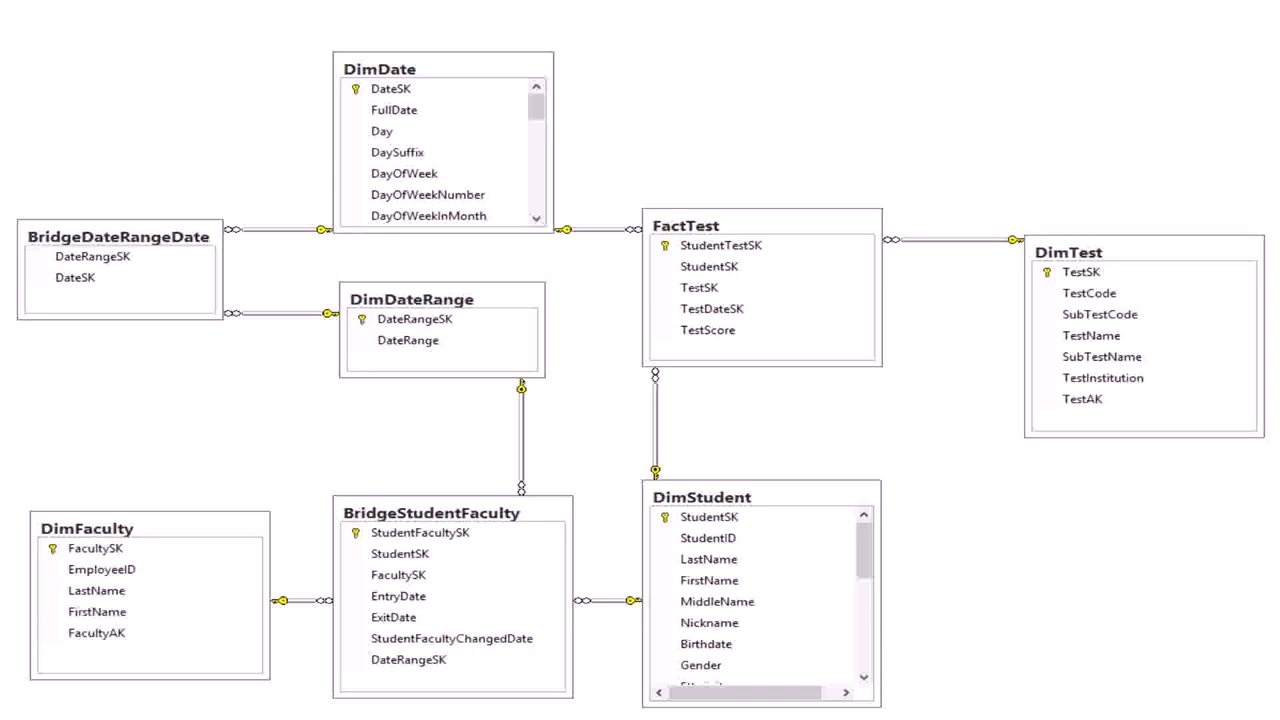 DimDate
DateSK
FullDate
Day
DaySuffix
DayOfWeek
DayOfWeekNumber
DayOfWeekInMonth
BridgeDateRangeDate
DateRangeSK
DateSK
DimDateRange
DateRangeSK
DateRange
FactTest
StudentTestSK
StudentSK
TestSK
TestDateSK
TestScore
DimTest
TestSK
TestCode
SubTestCode
TestName
SubTestName
TestInstitution
TestAK
DimFaculty
FacultySK
EmployeeID
LastName
FirstName
FacultyAK
BridgeStudentFaculty
StudentFacultySK
StudentSK
FacultySK
EntryDate
ExitDate
StudentFacultyChangedDate
DateRangeSK
DimStudent
StudentSK
StudentID
LastName
FirstName
MiddleName
Nickname
Birthdate
Gender